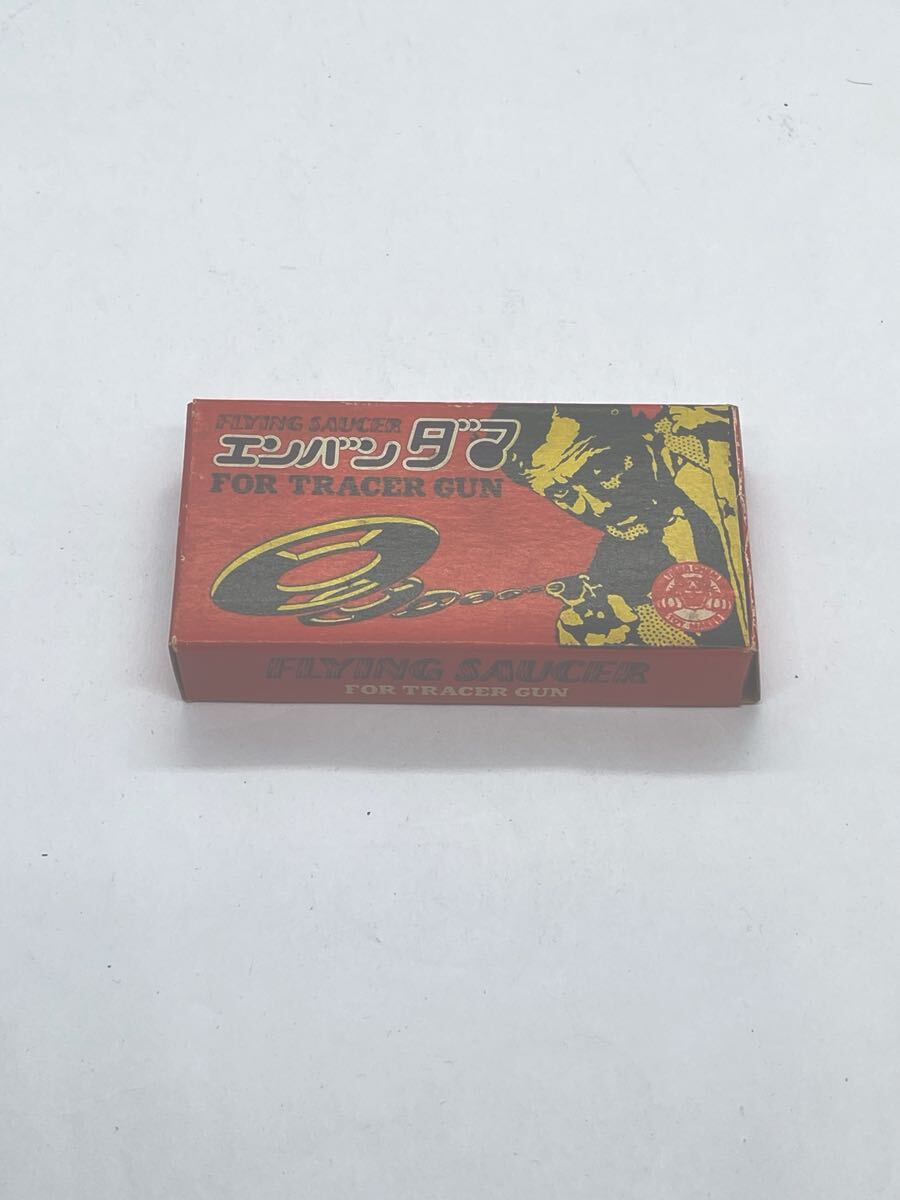 FLYING SAUCER
エンバンダマ
FOR TRACER GUN
FLYING SAUCER
FOR TRACER GUN